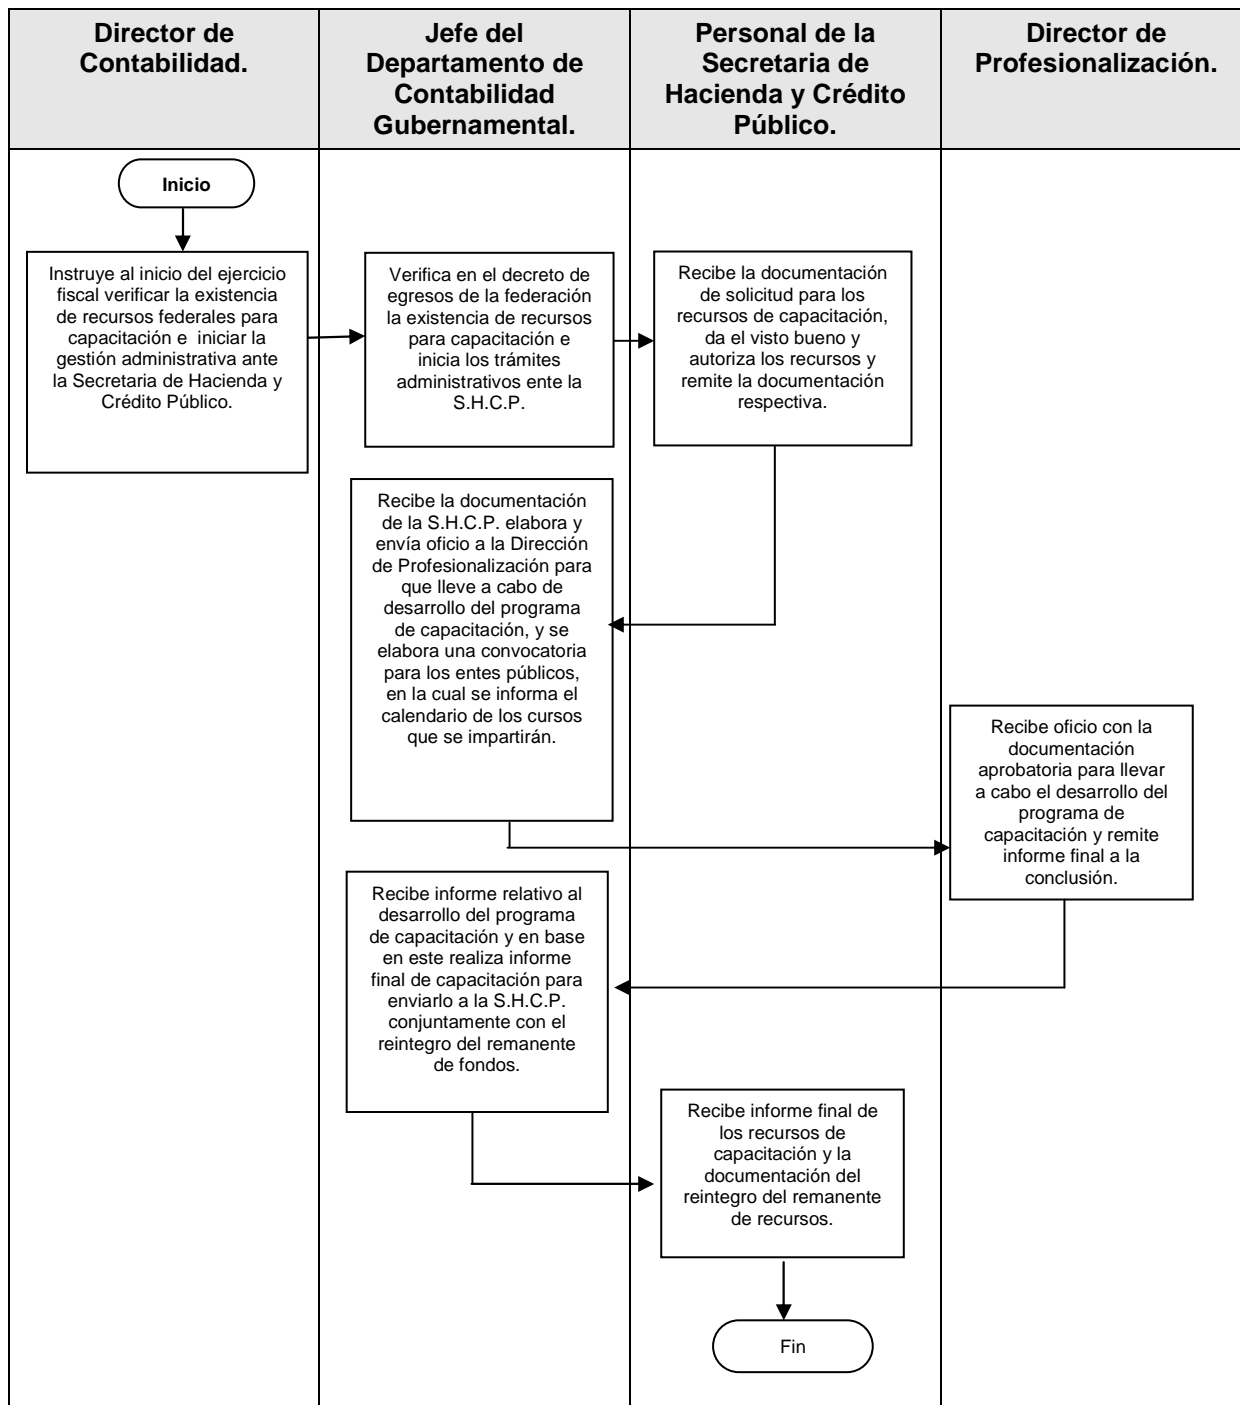 Director de
Contabilidad.
Jefe del
Departamento de
Contabilidad
Gubernamental.
Personal de la
Secretaria de
Hacienda y Crédito
Público.
Director de
Profesionalización.
Inicio
Instruye al inicio del ejercicio
fiscal verificar la existencia
de recursos federales para
capacitación e  iniciar la
gestión administrativa ante
la Secretaria de Hacienda y
Crédito Público.
Verifica en el decreto de
egresos de la federación
la existencia de recursos
para capacitación e
inicia los trámites
administrativos ente la
S.H.C.P.
Recibe la documentación
de solicitud para los
recursos de capacitación,
da el visto bueno y
autoriza los recursos y
remite la documentación
respectiva.
Recibe la documentación
de la S.H.C.P. elabora y
envía oficio a la Dirección
de Profesionalización para
que lleve a cabo de
desarrollo del programa
de capacitación, y se
elabora una convocatoria
para los entes públicos,
en la cual se informa el
calendario de los cursos
que se impartirán.
Recibe oficio con la
documentación
aprobatoria para llevar
a cabo el desarrollo del
programa de
capacitación y remite
informe final a la
conclusión.
Recibe informe relativo al
desarrollo del programa
de capacitación y en base
en este realiza informe
final de capacitación para
enviarlo a la S.H.C.P.
conjuntamente con el
reintegro del remanente
de fondos.
Recibe informe final de
los recursos de
capacitación y la
documentación del
reintegro del remanente
de recursos.
Fin